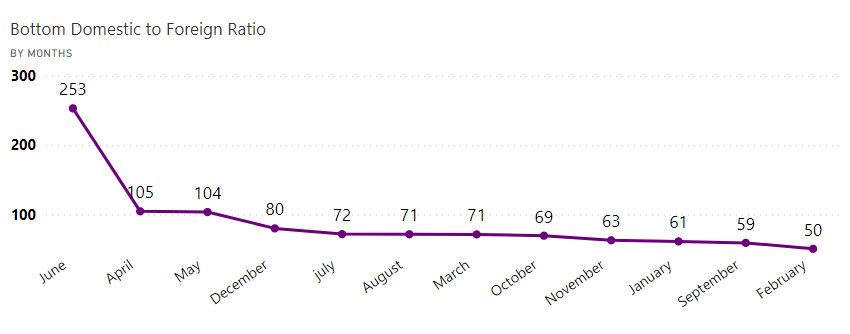 Bottom Domestic to Foreign Ratio
BY MONTHS
300
253
200
105
104
80
72
71
71
69
63
61
59
50
100
June
April
May
December
july
August
March
October
November
January
September
February